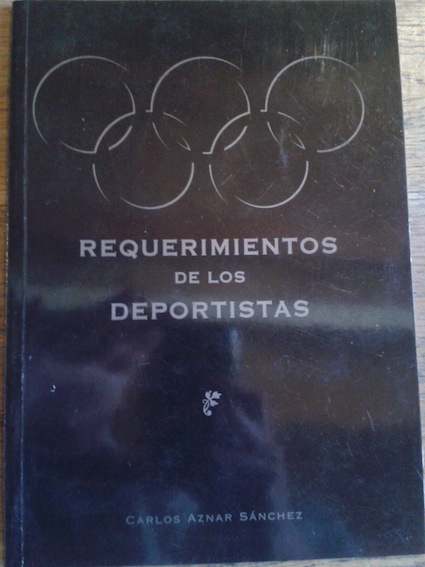 REQUERIMIENTOS
DE LOS
DEPORTISTAS
CARLOS AZNAR SÁNCHEZ